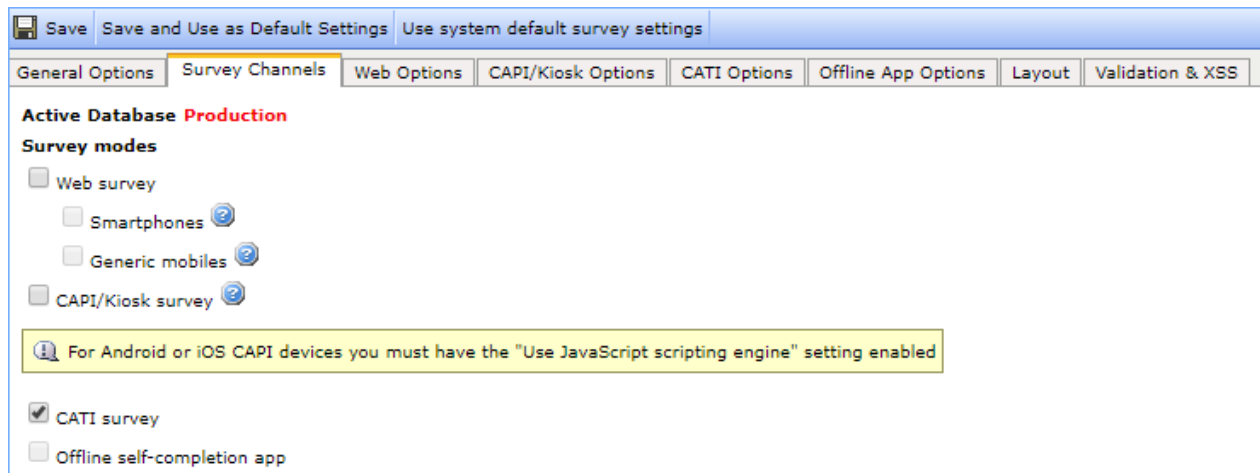 Save Save and Use as Default Settings Use system default survey settings
General Options Survey Channels Web Options CAPI/Kiosk Options CATI Options Offline App Options Layout Validation & XSS
Active Database Production
Survey modes
Web survey
Smartphones ?
Generic mobiles ?
CAPI/Kiosk survey ?
For Android or iOS CAPI devices you must have the "Use JavaScript scripting engine" setting enabled
CATI survey
Offline self-completion app